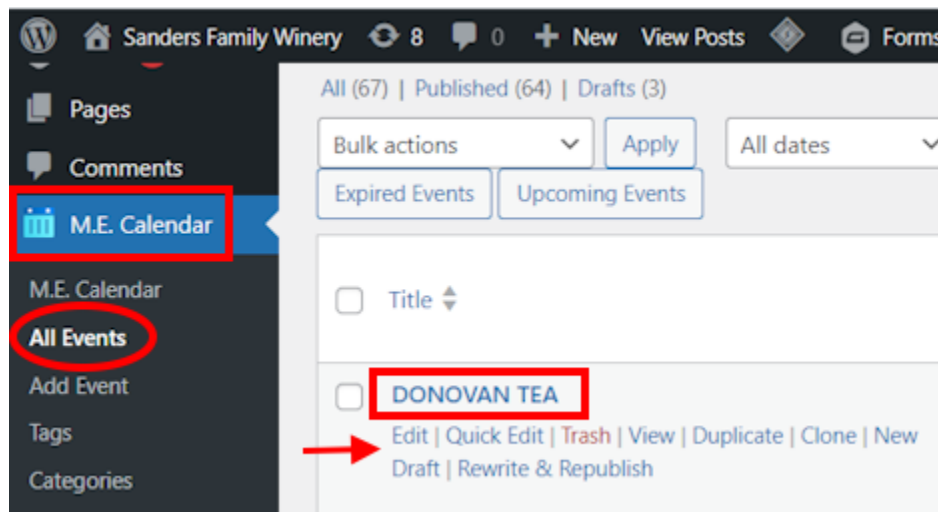 Sanders Family Winery 8 0 + New View Posts Forms
Pages
Comments
M.E. Calendar
M.E. Calendar
All Events
Add Event
Tags
Categories
All (67) | Published (64) | Drafts (3)
Bulk actions Apply All dates
Expired Events Upcoming Events
Title
DONOVAN TEA
Edit | Quick Edit | Trash | View | Duplicate | Clone | New
Draft | Rewrite & Republish